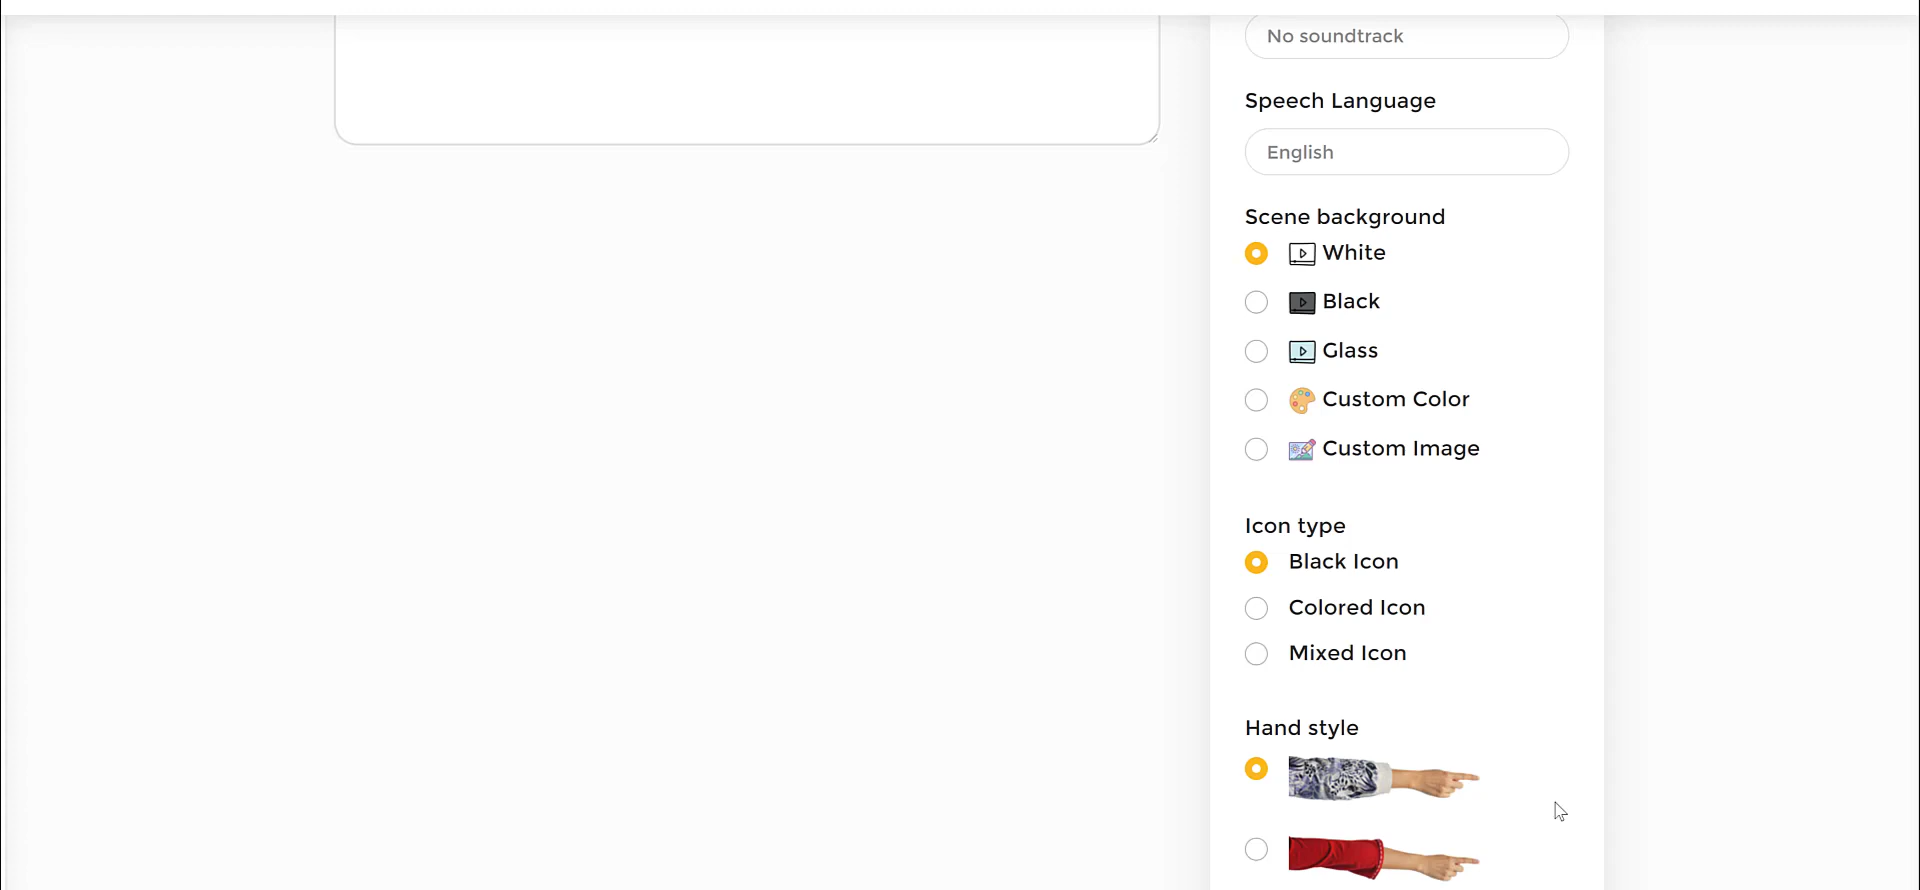 No soundtrack
Speech Language
English
Scene background
White
Black
Glass
Custom Color
Custom Image
Icon type
Black Icon
Colored Icon
Mixed Icon
Hand style